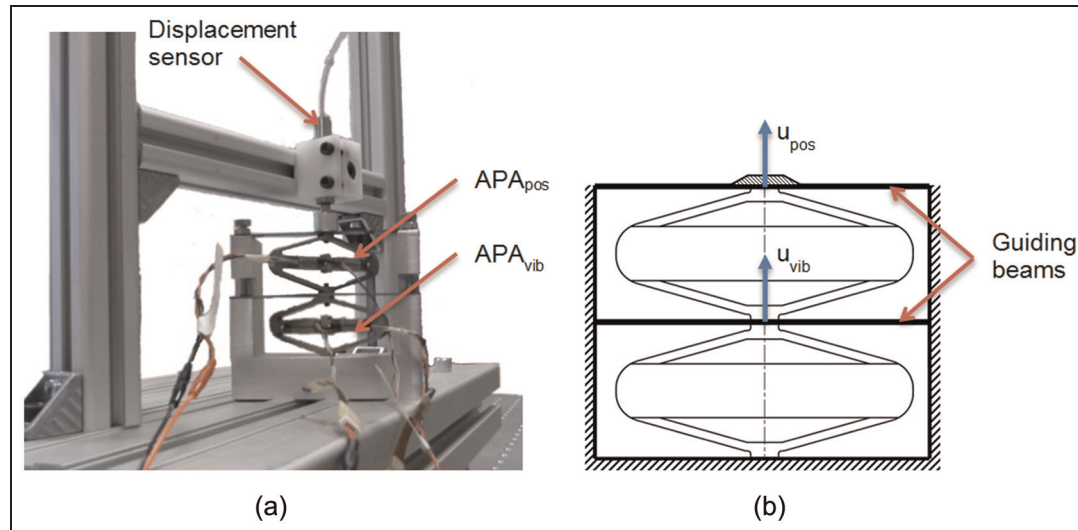 Displacement
sensor
APApos
APAvib
(a)
upos
uvib
Guiding
beams
(b)